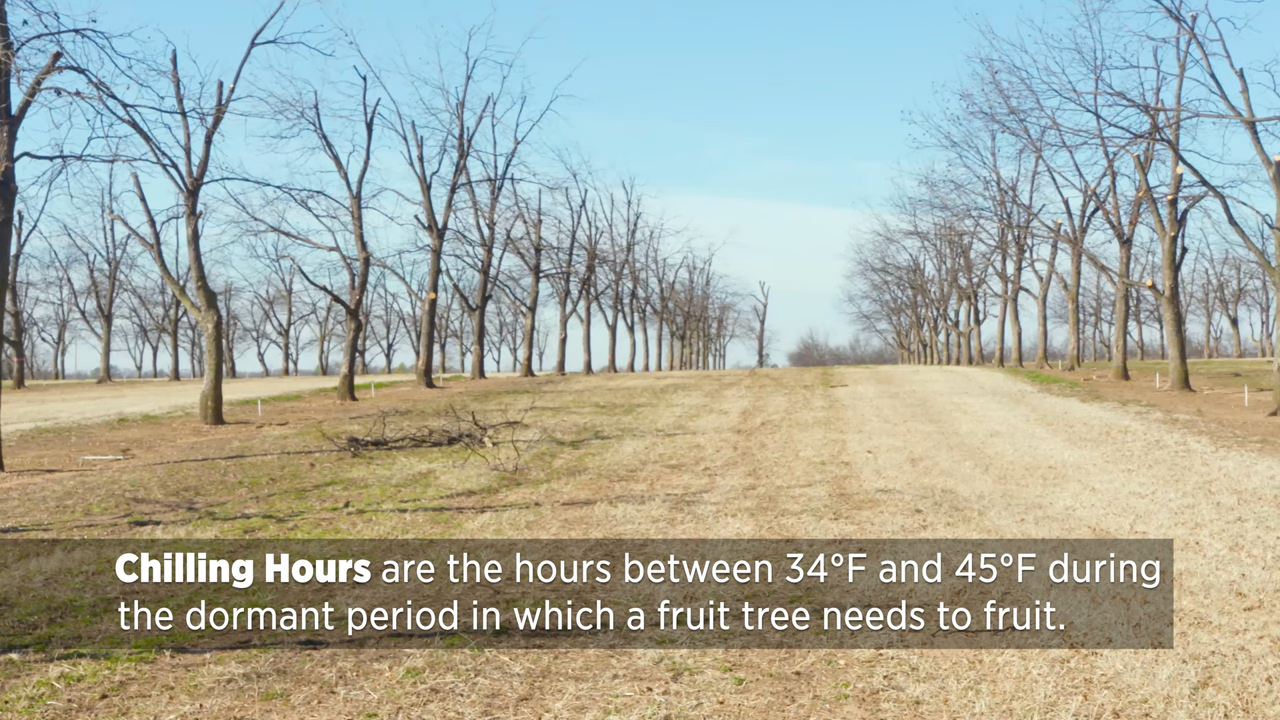 Chilling Hours are the hours between 34°F and 45°F during
the dormant period in which a fruit tree needs to fruit.